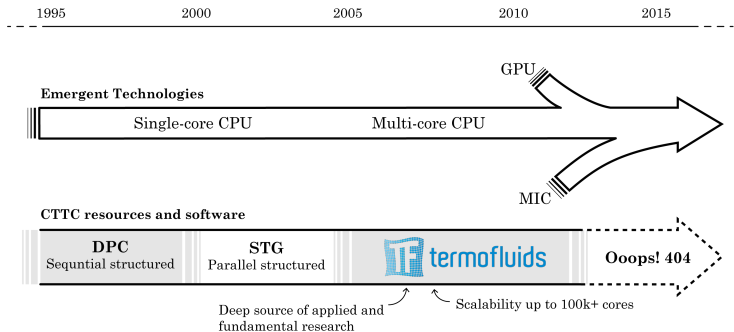 1995 2000 2005 2010 2015
GPU
Emergent Technologies
Single-core CPU Multi-core CPU
MIC
CTTC resources and software
DPC
Sequntial structured
STG
Parallel structured
TF termofluids
Ooops! 404
Deep source of applied and
fundamental research
Scalability up to 100k+ cores